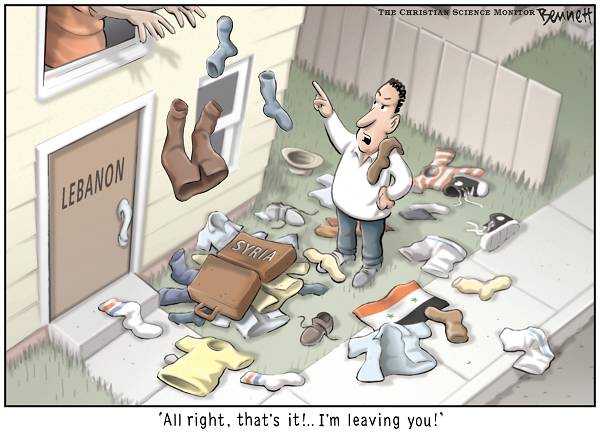 THE CHRISTIAN SCIENCE MONITOR Bennett
LEBANON
SYRIA
'All right, that's it!.. I'm leaving you!'